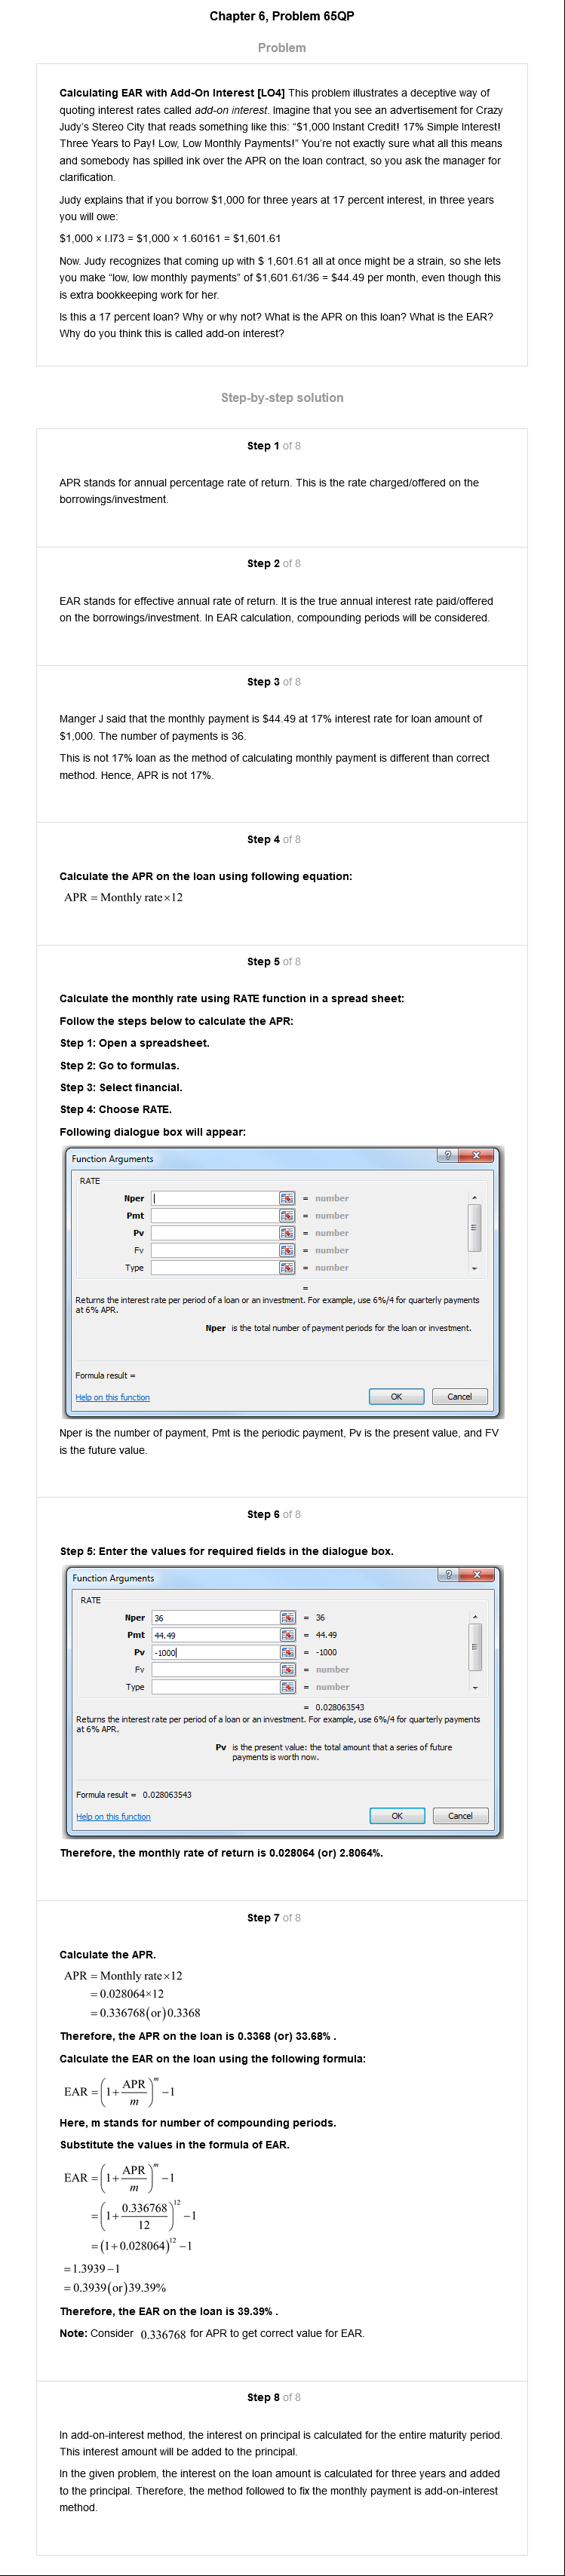 Chapter 6, Problem 65QP
Problem
Calculating EAR with Add-On Interest [LO4] This problem illustrates a deceptive way of
quoting interest rates called add-on interest. Imagine that you see an advertisement for Crazy
Judy's Stereo City that reads something like this: "$1,000 Instant Credit! 17% Simple Interest!
Three Years to Pay! Low, Low Monthly Payments!" You're not exactly sure what all this means
and somebody has spilled ink over the APR on the loan contract, so you ask the manager for
clarification.
Judy explains that if you borrow $1,000 for three years at 17 percent interest, in three years
you will owe:
$1,000 × I.I73 = $1,000 × 1.60161 = $1,601.61
Now. Judy recognizes that coming up with $ 1,601.61 all at once might be a strain, so she lets
you make "low, low monthly payments" of $1,601.61/36 = $44.49 per month, even though this
is extra bookkeeping work for her.
Is this a 17 percent loan? Why or why not? What is the APR on this loan? What is the EAR?
Why do you think this is called add-on interest?
Step-by-step solution
Step 1 of 8
APR stands for annual percentage rate of return. This is the rate charged/offered on the
borrowings/investment.
Step 2 of 8
EAR stands for effective annual rate of return. It is the true annual interest rate paid/offered
on the borrowings/investment. In EAR calculation, compounding periods will be considered.
Step 3 of 8
Manger J said that the monthly payment is $44.49 at 17% interest rate for loan amount of
$1,000. The number of payments is 36.
This is not 17% loan as the method of calculating monthly payment is different than correct
method. Hence, APR is not 17%.
Step 4 of 8
Calculate the APR on the loan using following equation:
APR = Monthly rate×12
Step 5 of 8
Calculate the monthly rate using RATE function in a spread sheet:
Follow the steps below to calculate the APR:
Step 1: Open a spreadsheet.
Step 2: Go to formulas.
Step 3: Select financial.
Step 4: Choose RATE.
Following dialogue box will appear:
Function Arguments
RATE
Nper = number
Pmt = number
Pv = number
Fv = number
Type = number
=
Returns the interest rate per period of a loan or an investment. For example, use 6%/4 for quarterly payments
at 6% APR.
Nper is the total number of payment periods for the loan or investment.
Formula result =
Help on this function OK Cancel
Nper is the number of payment, Pmt is the periodic payment, Pv is the present value, and FV
is the future value.
Step 6 of 8
Step 5: Enter the values for required fields in the dialogue box.
Function Arguments
RATE
Nper 36 = 36
Pmt 44.49 = 44.49
Pv -1000 = -1000
Fv = number
Type = number
= 0.028063543
Returns the interest rate per period of a loan or an investment. For example, use 6%/4 for quarterly payments
at 6% APR.
Pv is the present value: the total amount that a series of future
payments is worth now.
Formula result = 0.028063543
Help on this function OK Cancel
Therefore, the monthly rate of return is 0.028064 (or) 2.8064%.
Step 7 of 8
Calculate the APR.
APR = Monthly rate×12
= 0.028064×12
= 0.336768(or)0.3368
Therefore, the APR on the loan is 0.3368 (or) 33.68% .
Calculate the EAR on the loan using the following formula:
EAR = (1+APR/m)^m −1
Here, m stands for number of compounding periods.
Substitute the values in the formula of EAR.
EAR = (1+APR/m)^m −1
= (1+0.336768/12)^12 −1
= (1+0.028064)^12 −1
= 1.3939−1
= 0.3939(or)39.39%
Therefore, the EAR on the loan is 39.39% .
Note: Consider 0.336768 for APR to get correct value for EAR.
Step 8 of 8
In add-on-interest method, the interest on principal is calculated for the entire maturity period.
This interest amount will be added to the principal.
In the given problem, the interest on the loan amount is calculated for three years and added
to the principal. Therefore, the method followed to fix the monthly payment is add-on-interest
method.